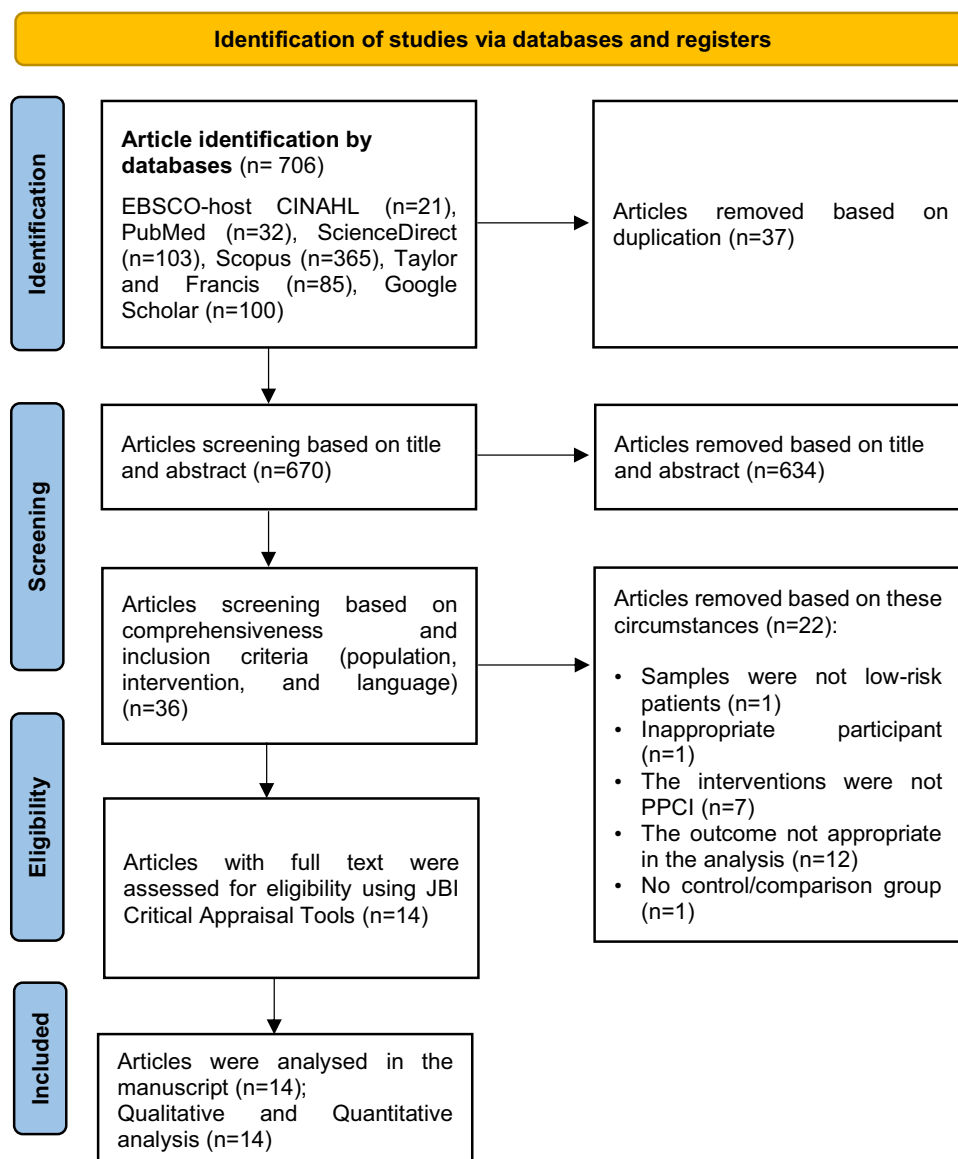 Identification of studies via databases and registers
Identification
Article identification by
databases (n= 706)
EBSCO-host CINAHL (n=21),
PubMed (n=32), ScienceDirect
(n=103), Scopus (n=365), Taylor
and Francis (n=85), Google
Scholar (n=100)
Articles removed based on
duplication (n=37)
Screening
Articles screening based on title
and abstract (n=670)
Articles removed based on title
and abstract (n=634)
Articles screening based on
comprehensiveness and
inclusion criteria (population,
intervention, and language)
(n=36)
Articles removed based on these
circumstances (n=22):
• Samples were not low-risk
patients (n=1)
• Inappropriate participant
(n=1)
• The interventions were not
PPCI (n=7)
• The outcome not appropriate
in the analysis (n=12)
• No control/comparison group
(n=1)
Eligibility
Articles with full text were
assessed for eligibility using JBI
Critical Appraisal Tools (n=14)
Included
Articles were analysed in the
manuscript (n=14);
Qualitative and Quantitative
analysis (n=14)